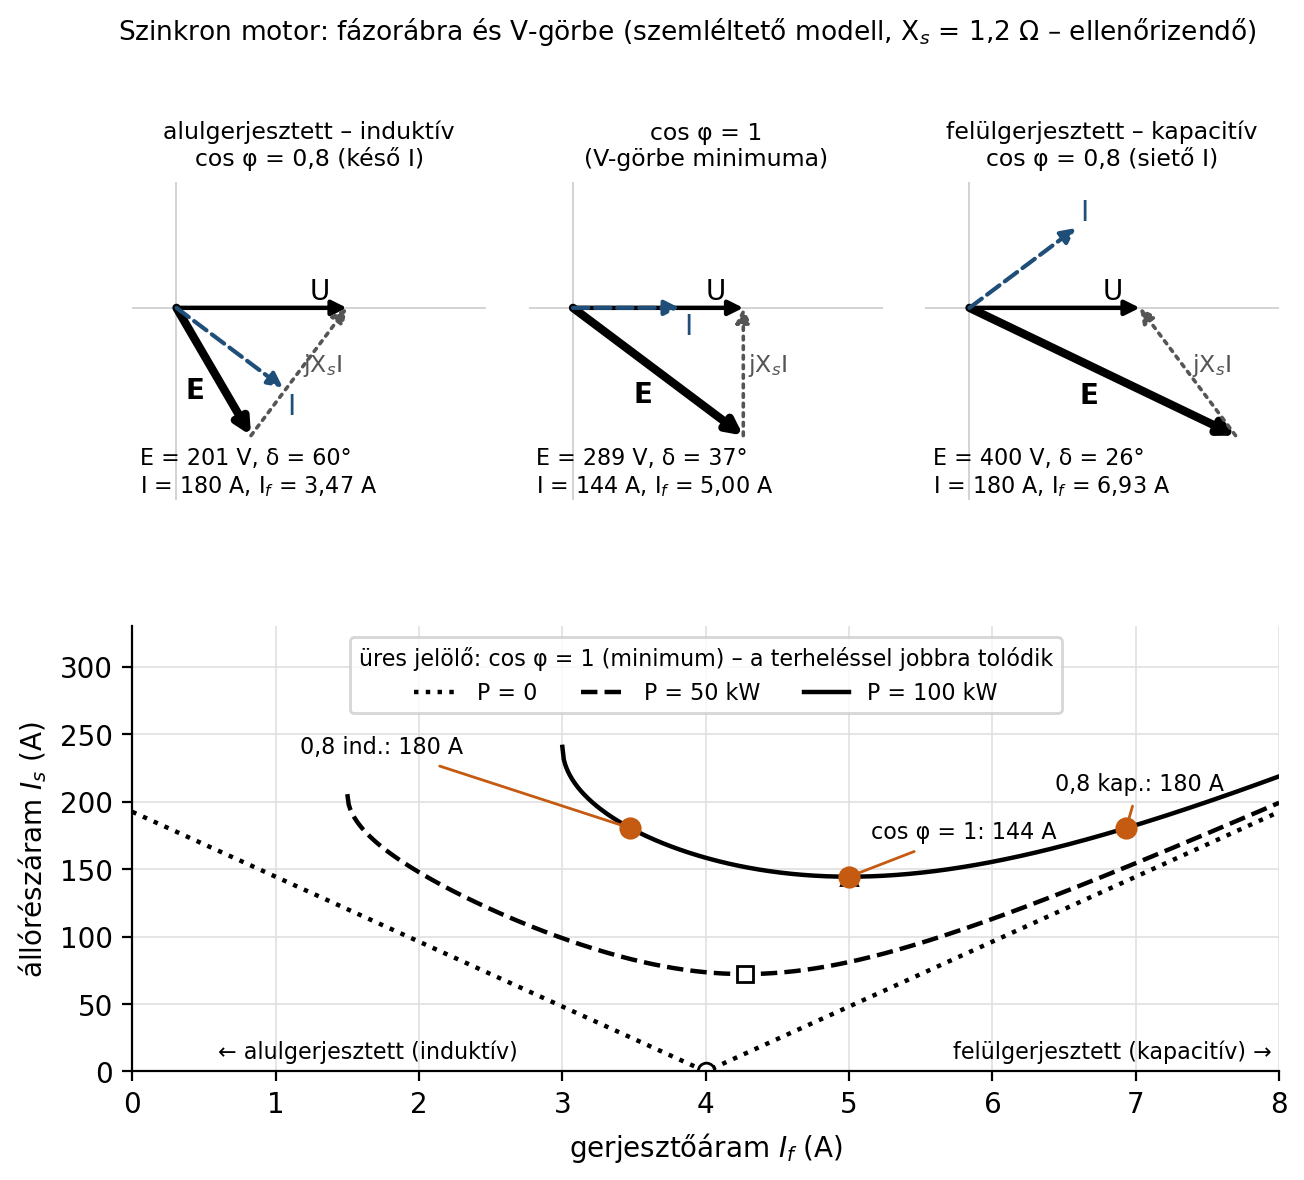 Szinkron motor: fázorábra és V-görbe (szemléltető modell, Xₛ = 1,2 Ω – ellenőrizendő)
alulgerjesztett – induktív
cos φ = 0,8 (késő I)
cos φ = 1
(V-görbe minimuma)
felülgerjesztett – kapacitív
cos φ = 0,8 (siető I)
U
jXₛI
E
I
E = 201 V, δ = 60°
I = 180 A, I_f = 3,47 A
U
I
jXₛI
E
E = 289 V, δ = 37°
I = 144 A, I_f = 5,00 A
I
U
jXₛI
E
E = 400 V, δ = 26°
I = 180 A, I_f = 6,93 A
üres jelölő: cos φ = 1 (minimum) – a terheléssel jobbra tolódik
P = 0
P = 50 kW
P = 100 kW
0,8 ind.: 180 A
0,8 kap.: 180 A
cos φ = 1: 144 A
← alulgerjesztett (induktív)
felülgerjesztett (kapacitív) →
állórészáram Iₛ (A)
300
250
200
150
100
50
0
0 1 2 3 4 5 6 7 8
gerjesztőáram I_f (A)